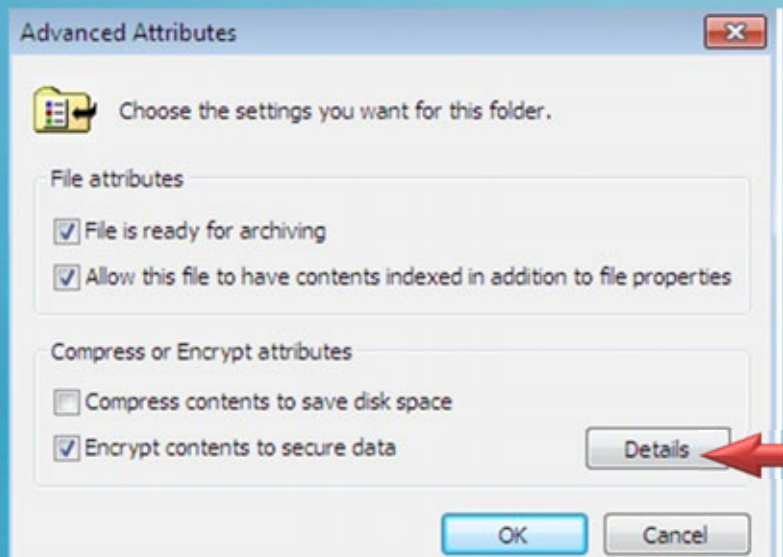 Advanced Attributes
Choose the settings you want for this folder.
File attributes
File is ready for archiving
Allow this file to have contents indexed in addition to file properties
Compress or Encrypt attributes
Compress contents to save disk space
Encrypt contents to secure data
Details
OK
Cancel